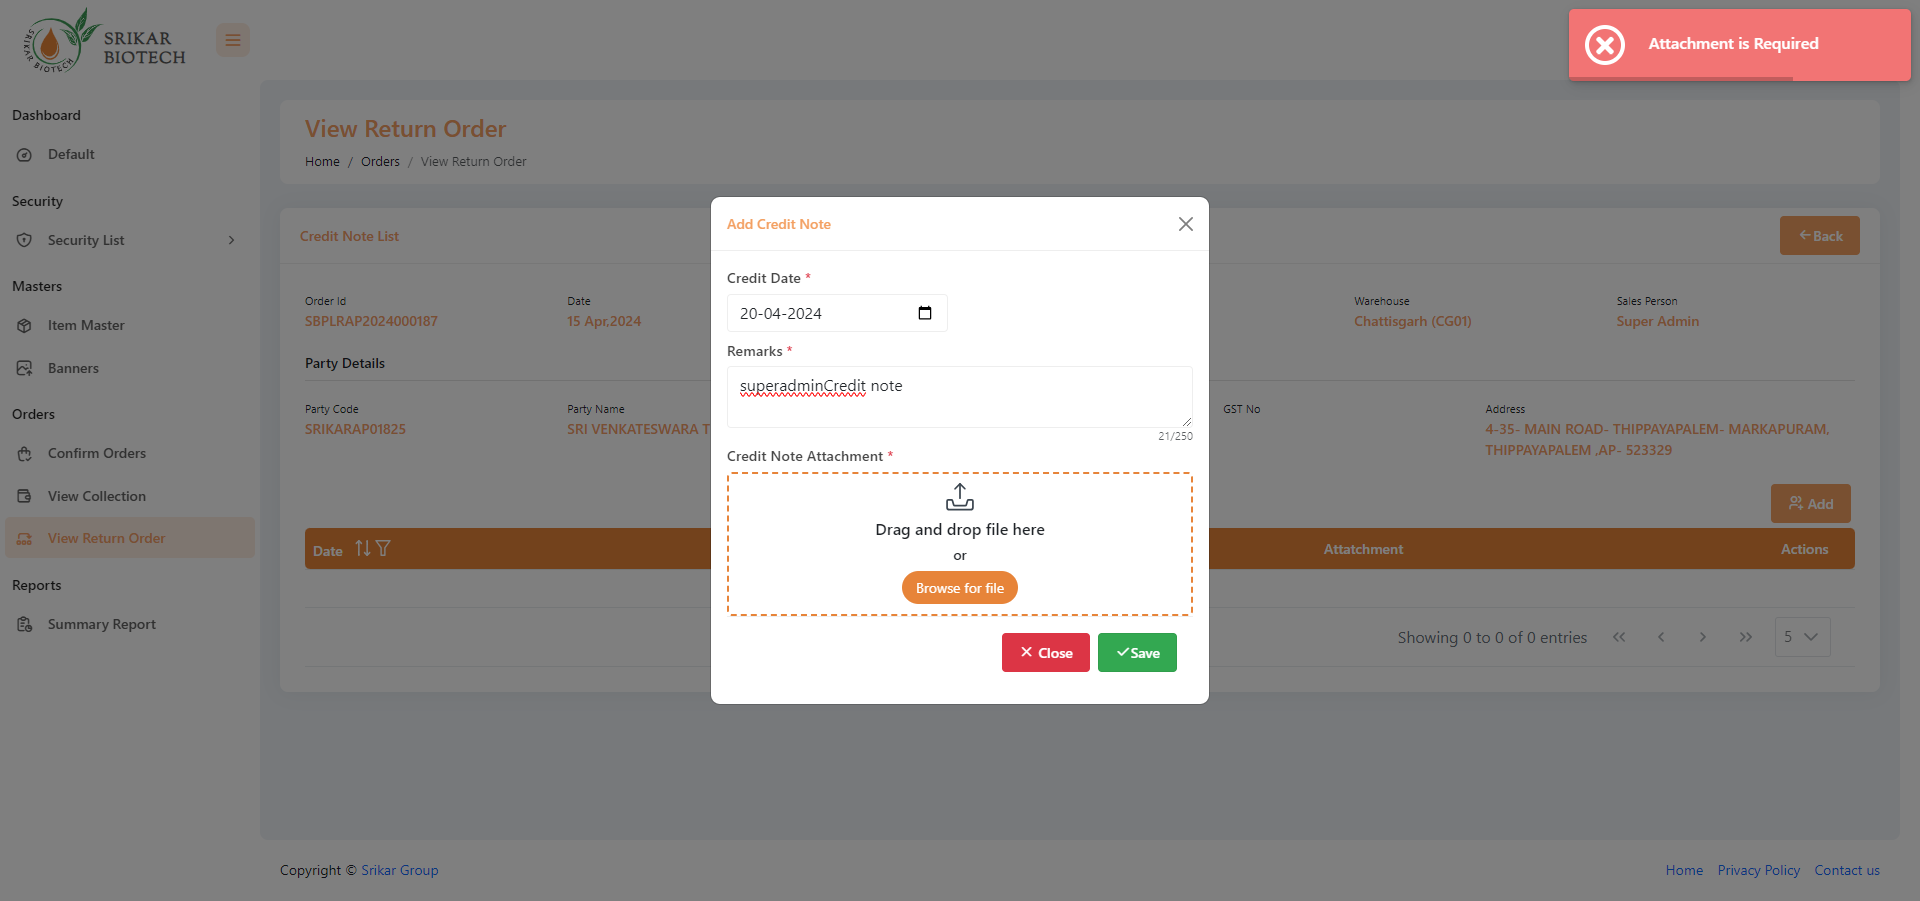 SRIKAR BIOTECH
SRIKAR
BIOTECH
Attachment is Required
Dashboard
Default
Security
Security List
Masters
Item Master
Banners
Orders
Confirm Orders
View Collection
View Return Order
Reports
Summary Report
View Return Order
Home / Orders / View Return Order
Credit Note List
Back
Order Id
SBPLRAP2024000187
Date
15 Apr,2024
Warehouse
Chattisgarh (CG01)
Sales Person
Super Admin
Party Details
Party Code
SRIKARAP01825
Party Name
SRI VENKATESWARA T
GST No
Address
4-35- MAIN ROAD- THIPPAYAPALEM- MARKAPURAM,
THIPPAYAPALEM ,AP- 523329
Add
Date
Attatchment
Actions
Showing 0 to 0 of 0 entries
5
Add Credit Note
Credit Date *
20-04-2024
Remarks *
superadminCredit note
21/250
Credit Note Attachment *
Drag and drop file here
or
Browse for file
Close
Save
Copyright © Srikar Group
Home
Privacy Policy
Contact us